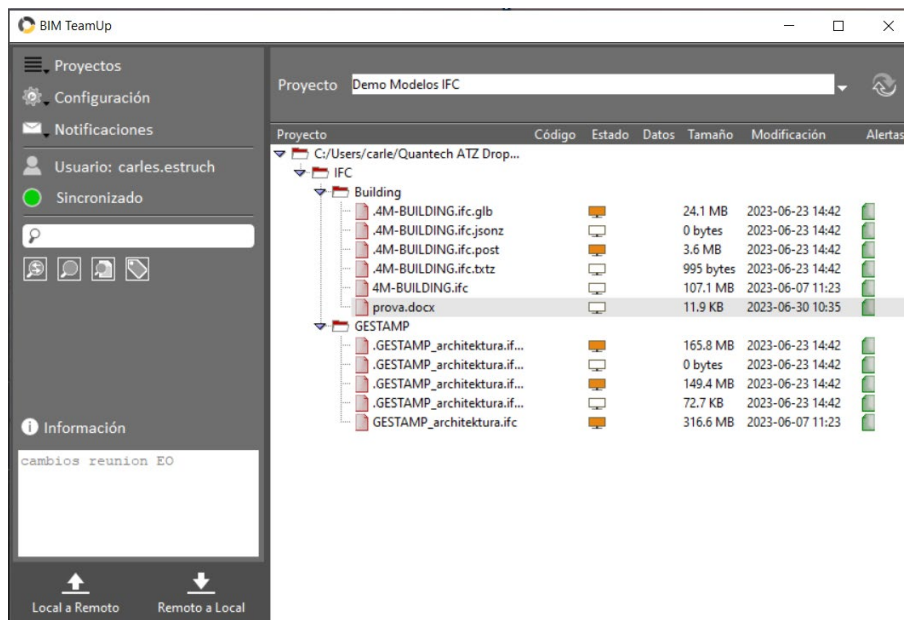 BIM TeamUp
Proyectos
Configuración
Notificaciones
Usuario: carles.estruch
Sincronizado
Información
cambios reunion EO
Local a Remoto Remoto a Local
Proyecto Demo Modelos IFC
Proyecto Código Estado Datos Tamaño Modificación Alertas
C:/Users/carle/Quantech ATZ Drop...
IFC
Building
.4M-BUILDING.ifc.glb 24.1 MB 2023-06-23 14:42
.4M-BUILDING.ifc.jsonz 0 bytes 2023-06-23 14:42
.4M-BUILDING.ifc.post 3.6 MB 2023-06-23 14:42
.4M-BUILDING.ifc.txtz 995 bytes 2023-06-23 14:42
4M-BUILDING.ifc 107.1 MB 2023-06-07 11:23
prova.docx 11.9 KB 2023-06-30 10:35
GESTAMP
.GESTAMP_architektura.if... 165.8 MB 2023-06-23 14:42
.GESTAMP_architektura.if... 0 bytes 2023-06-23 14:42
.GESTAMP_architektura.if... 149.4 MB 2023-06-23 14:42
.GESTAMP_architektura.if... 72.7 KB 2023-06-23 14:42
GESTAMP_architektura.ifc 316.6 MB 2023-06-07 11:23